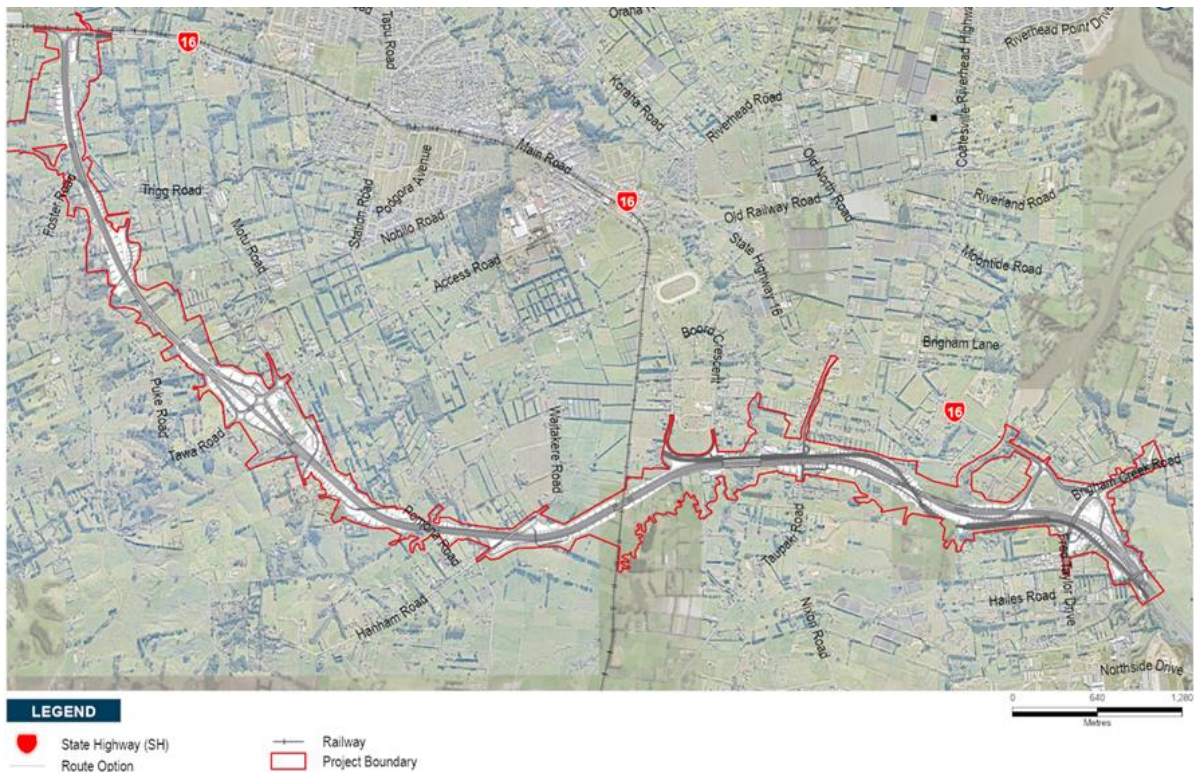 Oraha
Riverhead Point Drive
Tapu Road
Coatesville-Riverhead Highway
16
Koraha Road
Riverhead Road
Main Road
Old North Road
Trigg Road
Podgora Avenue
Station Road
16
Riverland Road
Foster Road
Old Railway Road
Nobilo Road
Motu Road
State Highway 16
Moontide Road
Access Road
Boord Crescent
Brigham Lane
Puke Road
16
Waitakere Road
Tawa Road
Brigham Creek Road
Pomona Road
Taupaki Road
Fred Taylor Drive
Hanham Road
Hailes Road
Nixon Road
Northside Drive
LEGEND
0 640 1,280
Metres
State Highway (SH)
Railway
Route Option
Project Boundary